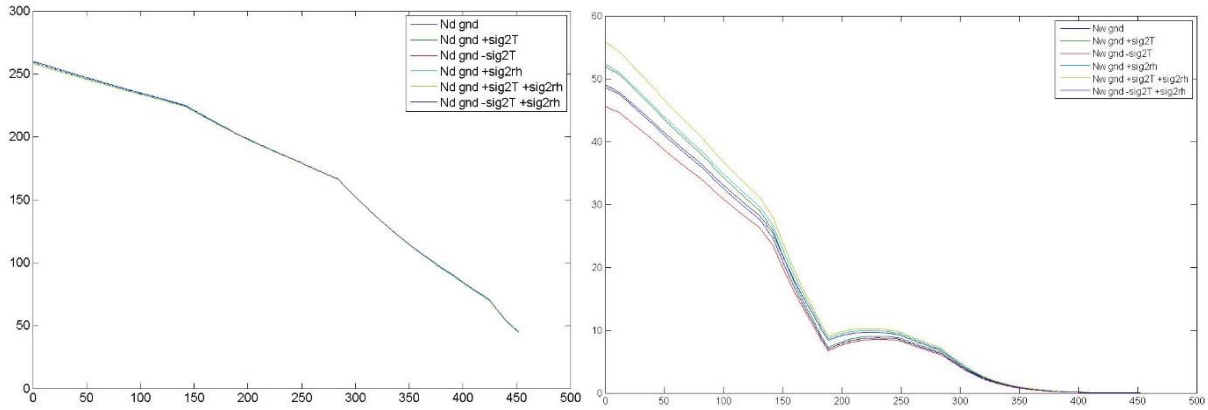 300
250
200
150
100
50
0
0 50 100 150 200 250 300 350 400 450 500
Nd gnd
Nd gnd +sig2T
Nd gnd -sig2T
Nd gnd +sig2rh
Nd gnd +sig2T +sig2rh
Nd gnd -sig2T +sig2rh
60
50
40
30
20
10
0
0 50 100 150 200 250 300 350 400 450 500
Nw gnd
Nw gnd +sig2T
Nw gnd -sig2T
Nw gnd +sig2rh
Nw gnd +sig2T +sig2rh
Nw gnd -sig2T +sig2rh